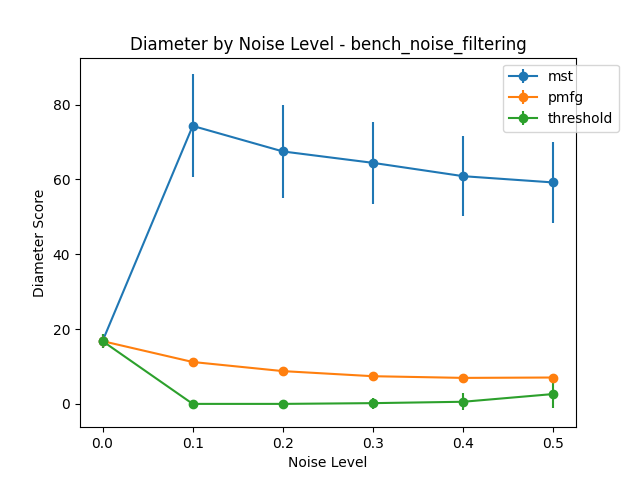 Diameter by Noise Level - bench_noise_filtering
mst
pmfg
threshold
Diameter Score
80
60
40
20
0
0.0 0.1 0.2 0.3 0.4 0.5
Noise Level